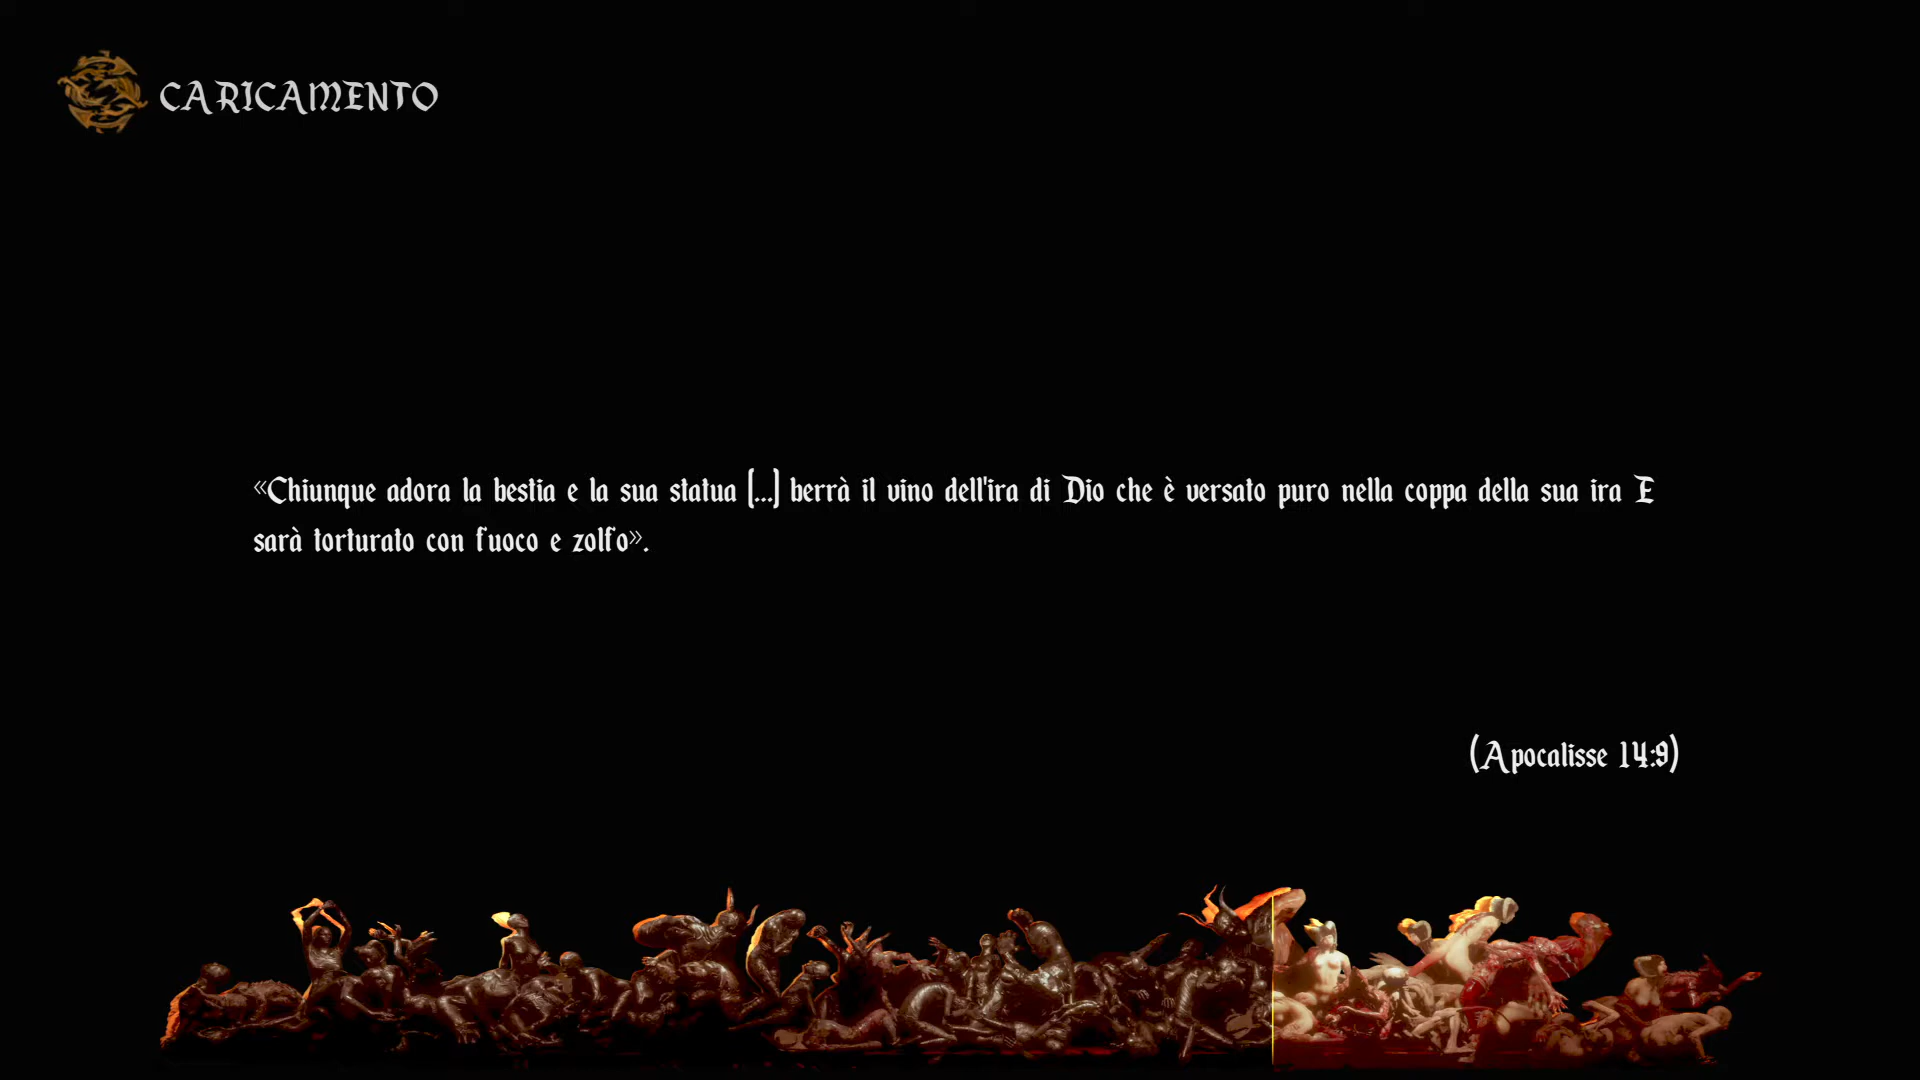 CARICAMENTO
«Chiunque adora la bestia e la sua statua [...] berrà il vino dell'ira di Dio che è versato puro nella coppa della sua ira E
sarà torturato con fuoco e zolfo».
(Apocalisse 14:9)